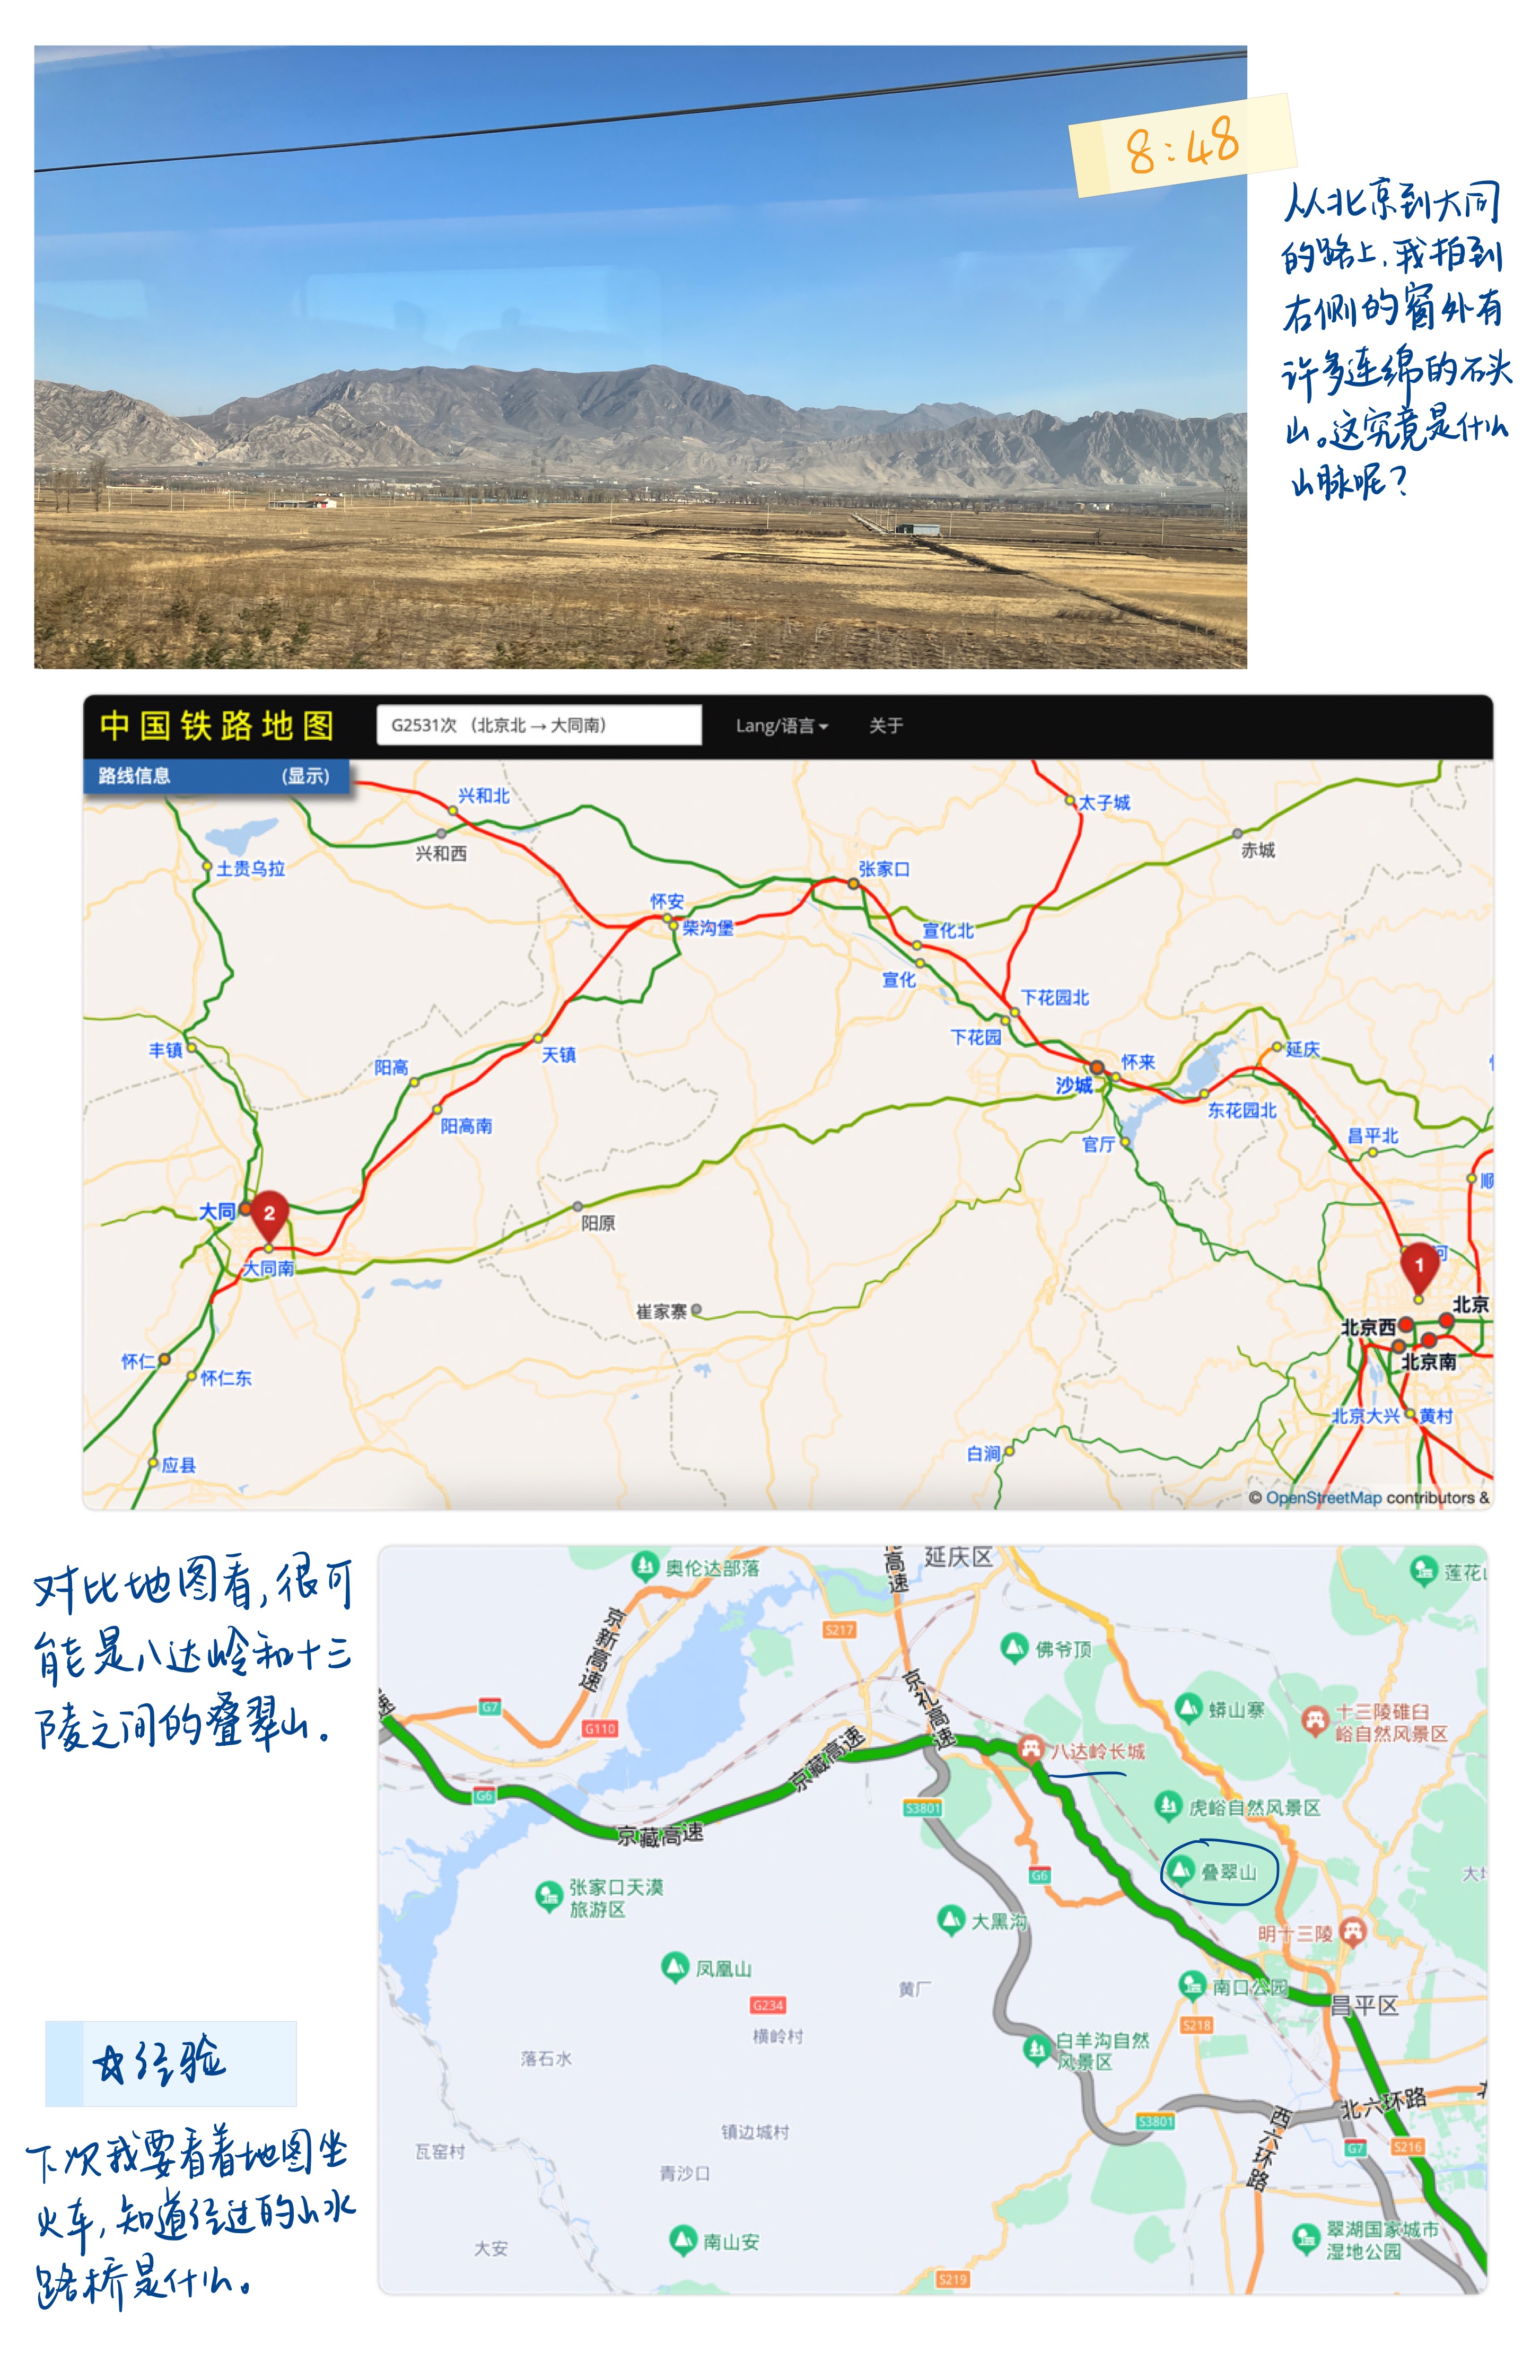 8:48
从北京到大同
的路上,我拍到
右侧的窗外有
许多连绵的石头
山。这究竟是什么
山脉呢?
中国铁路地图
G2531次 (北京北→大同南)
Lang/语言
关于
路线信息
(显示)
兴和北
太子城
兴和西
赤城
土贵乌拉
张家口
怀安
柴沟堡
宣化北
宣化
下花园北
下花园
丰镇
天镇
阳高
怀来
沙城
延庆
东花园北
阳高南
昌平北
官厅
顺
大同
2
阳原
大同南
河
1
崔家寨
北京
北京西
北京南
怀仁
怀仁东
北京大兴
黄村
白涧
应县
© OpenStreetMap contributors &
对比地图看,很可
能是八达岭和十三
陵之间的叠翠山.
奥伦达部落
高速
延庆区
莲花山
京新高速
S217
佛爷顶
G7
G110
京礼高速
蟒山寨
十三陵碓臼
峪自然风景区
速
八达岭长城
京藏高速
G6
S3801
虎峪自然风景区
京藏高速
G6
叠翠山
张家口天漠
旅游区
大黑沟
明十三陵
凤凰山
黄厂
南口公园
昌平区
G234
横岭村
S218
落石水
白羊沟自然
风景区
北六环路
S3801
西六环路
镇边城村
G7
S216
瓦窑村
青沙口
翠湖国家城市
湿地公园
南山安
大安
S219
☆经验
下次我要看着地图坐
火车,知道经过的山水
路桥是什么。